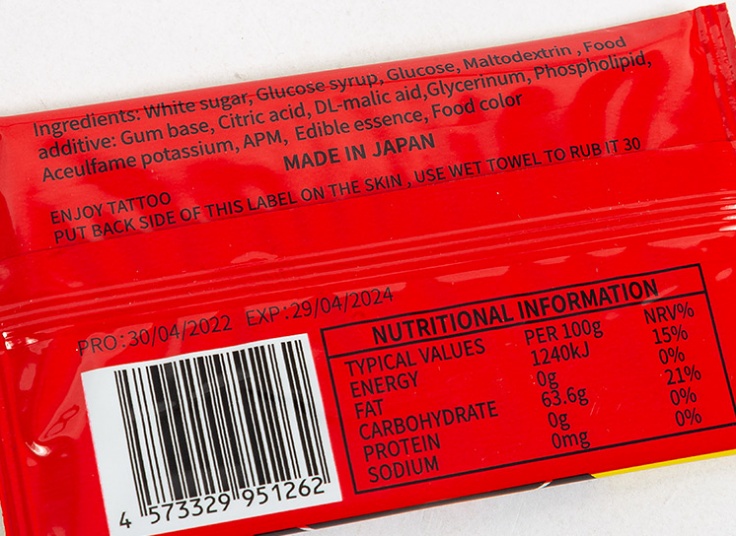 Ingredients: White sugar, Glucose syrup, Glucose, Maltodextrin , Food
additive: Gum base, Citric acid, DL-malic aid,Glycerinum, Phospholipid,
Aceulfame potassium, APM, Edible essence, Food color
MADE IN JAPAN
ENJOY TATTOO
PUT BACK SIDE OF THIS LABEL ON THE SKIN , USE WET TOWEL TO RUB IT 30
PRO:30/04/2022 EXP:29/04/2024
NUTRITIONAL INFORMATION
TYPICAL VALUES PER 100g NRV%
ENERGY 1240kJ 15%
FAT 0g 0%
CARBOHYDRATE 63.6g 21%
PROTEIN 0g 0%
SODIUM 0mg 0%
4 573329 951262